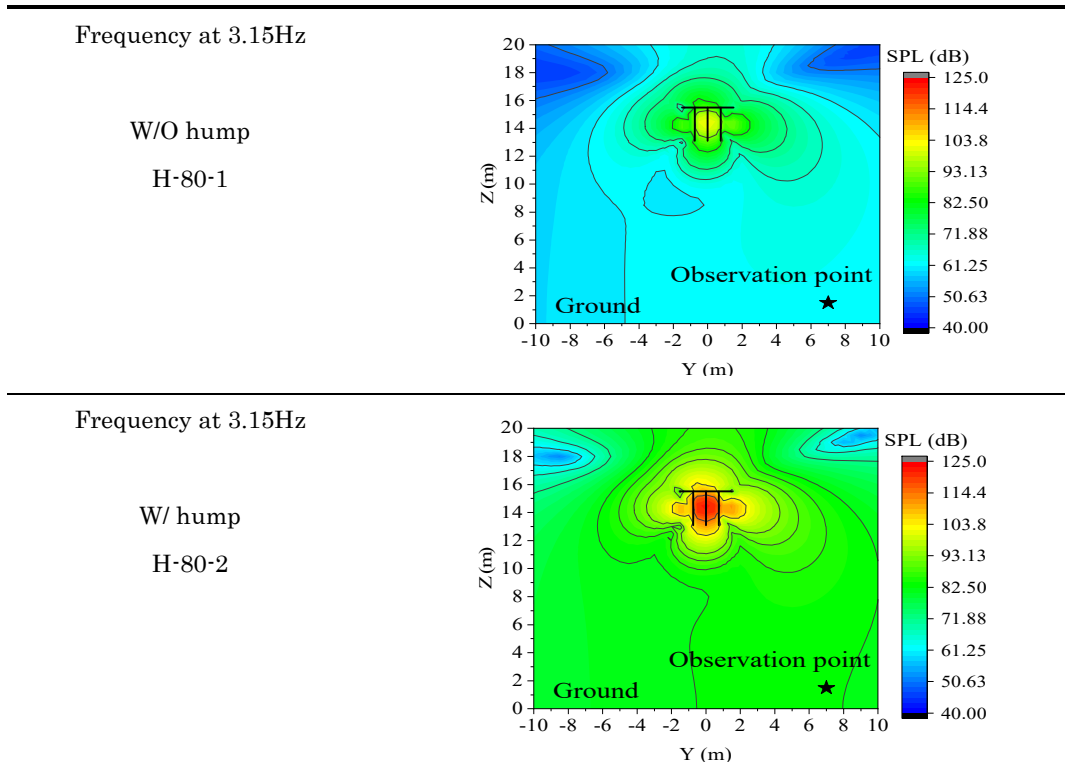 Frequency at 3.15Hz
W/O hump
H-80-1
SPL (dB)
125.0
114.4
103.8
93.13
82.50
71.88
61.25
50.63
40.00
20
18
16
14
12
10
8
6
4
2
0
Z(m)
Observation point
Ground
-10 -8 -6 -4 -2 0 2 4 6 8 10
Y (m)
Frequency at 3.15Hz
W/ hump
H-80-2
SPL (dB)
125.0
114.4
103.8
93.13
82.50
71.88
61.25
50.63
40.00
20
18
16
14
12
10
8
6
4
2
0
Z(m)
Observation point
Ground
-10 -8 -6 -4 -2 0 2 4 6 8 10
Y (m)